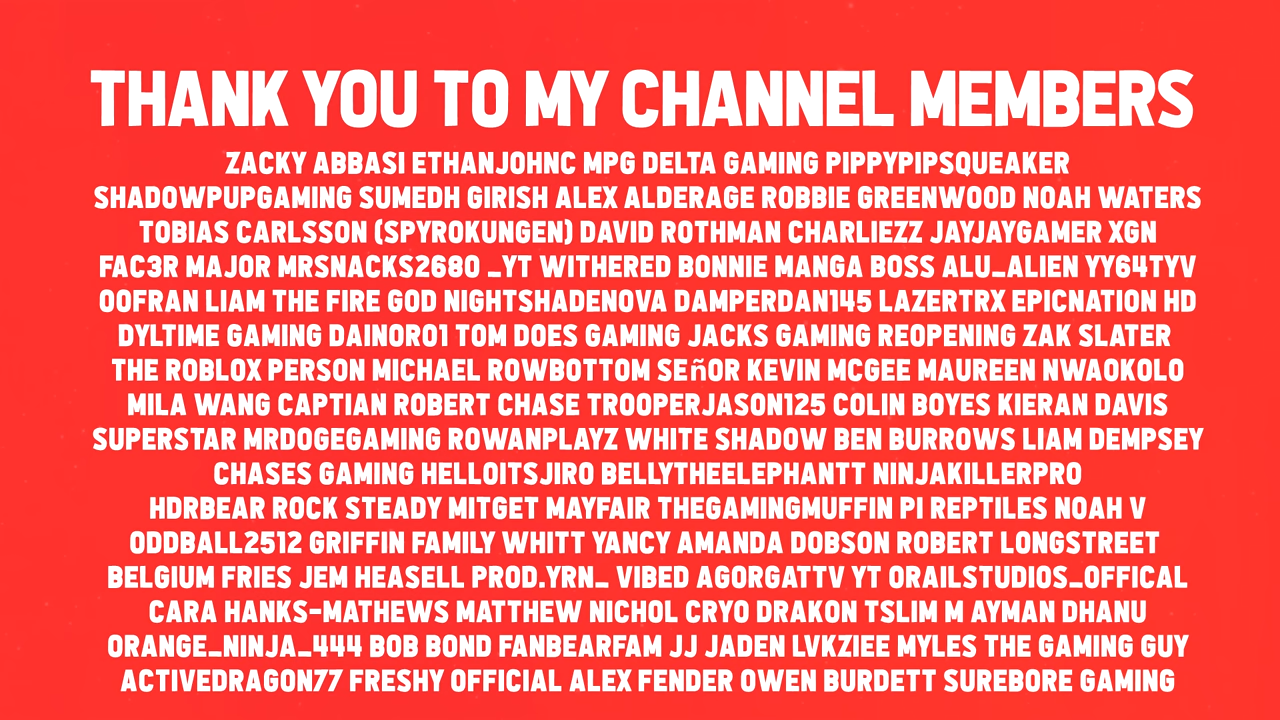 THANK YOU TO MY CHANNEL MEMBERS
ZACKY ABBASI ETHANJOHNC MPG DELTA GAMING PIPPYPIPSQUEAKER
SHADOWPUPGAMING SUMEDH GIRISH ALEX ALDERAGE ROBBIE GREENWOOD NOAH WATERS
TOBIAS CARLSSON (SPYROKUNGEN) DAVID ROTHMAN CHARLIEZZ JAYJAYGAMER XGN
FAC3R MAJOR MRSNACKS2680 _YT WITHERED BONNIE MANGA BOSS ALU_ALIEN YY64TYV
OOFRAN LIAM THE FIRE GOD NIGHTSHADENOVA DAMPERDAN145 LAZERTRX EPICNATION HD
DYLTIME GAMING DAINORO1 TOM DOES GAMING JACKS GAMING REOPENING ZAK SLATER
THE ROBLOX PERSON MICHAEL ROWBOTTOM SEñOR KEVIN MCGEE MAUREEN NWAOKOLO
MILA WANG CAPTIAN ROBERT CHASE TROOPERJASON125 COLIN BOYES KIERAN DAVIS
SUPERSTAR MRDOGEGAMING ROWANPLAYZ WHITE SHADOW BEN BURROWS LIAM DEMPSEY
CHASES GAMING HELLOITSJIRO BELLYTHEELEPHANTT NINJAKILLERPRO
HDRBEAR ROCK STEADY MITGET MAYFAIR THEGAMINGMUFFIN PI REPTILES NOAH V
ODDBALL2512 GRIFFIN FAMILY WHITT YANCY AMANDA DOBSON ROBERT LONGSTREET
BELGIUM FRIES JEM HEASELL PROD.YRN_ VIBED AGORGATTV YT ORAILSTUDIOS_OFFICAL
CARA HANKS-MATHEWS MATTHEW NICHOL CRYO DRAKON TSLIM M AYMAN DHANU
ORANGE_NINJA_444 BOB BOND FANBEARFAM JJ JADEN LVKZIEE MYLES THE GAMING GUY
ACTIVEDRAGON77 FRESHY OFFICIAL ALEX FENDER OWEN BURDETT SUREBORE GAMING